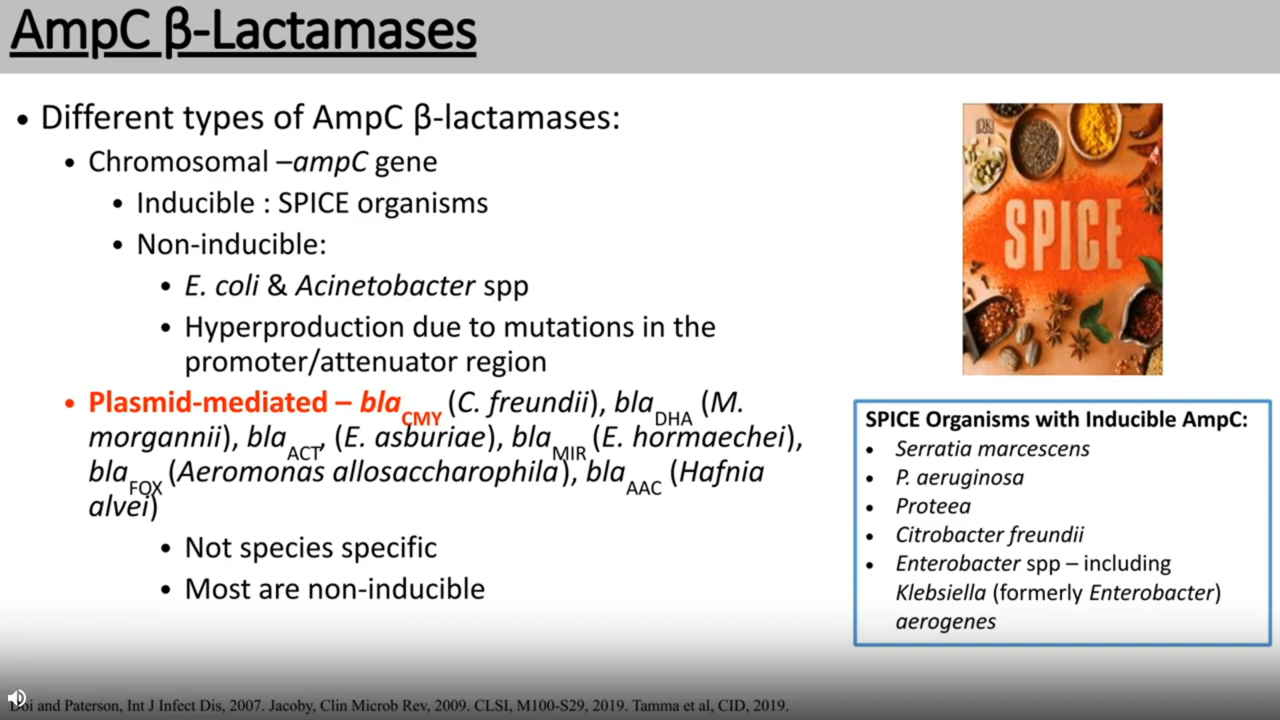 AmpC β-Lactamases
• Different types of AmpC β-lactamases:
• Chromosomal –ampC gene
• Inducible : SPICE organisms
• Non-inducible:
• E. coli & Acinetobacter spp
• Hyperproduction due to mutations in the
promoter/attenuator region
• Plasmid-mediated – blaCMY (C. freundii), blaDHA (M.
morgannii), blaACT, (E. asburiae), blaMIR (E. hormaechei),
blaFOX (Aeromonas allosaccharophila), blaAAC (Hafnia
alvei)
• Not species specific
• Most are non-inducible
DK
SPICE
SPICE Organisms with Inducible AmpC:
• Serratia marcescens
• P. aeruginosa
• Proteea
• Citrobacter freundii
• Enterobacter spp – including
Klebsiella (formerly Enterobacter)
aerogenes
Doi and Paterson, Int J Infect Dis, 2007. Jacoby, Clin Microb Rev, 2009. CLSI, M100-S29, 2019. Tamma et al, CID, 2019.